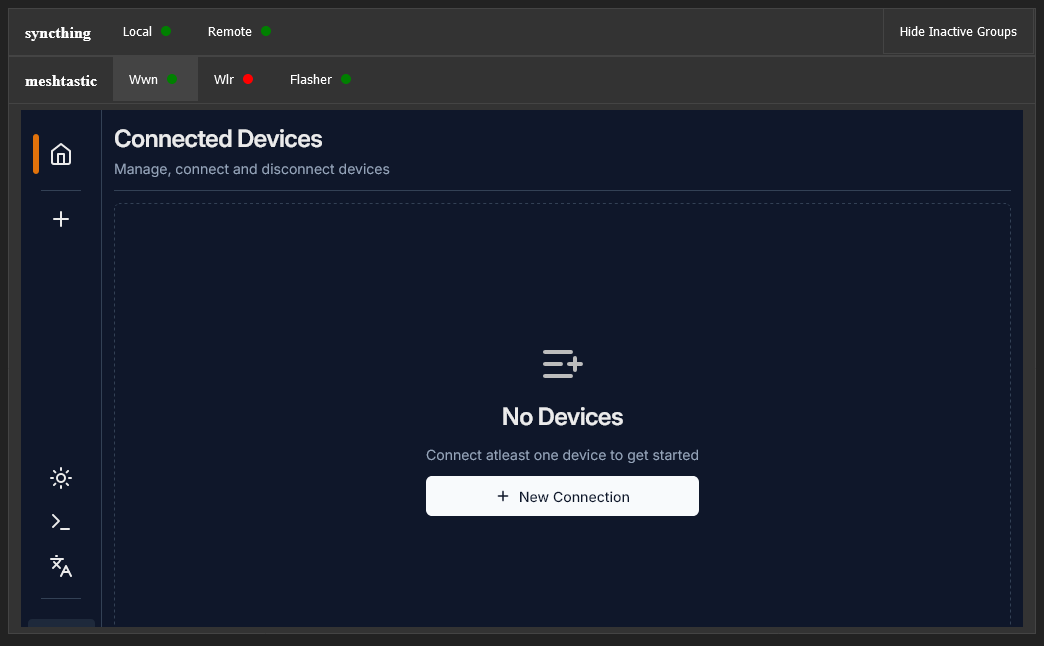 syncthing Local Remote Hide Inactive Groups
meshtastic Wwn Wlr Flasher
Connected Devices
Manage, connect and disconnect devices
No Devices
Connect atleast one device to get started
New Connection